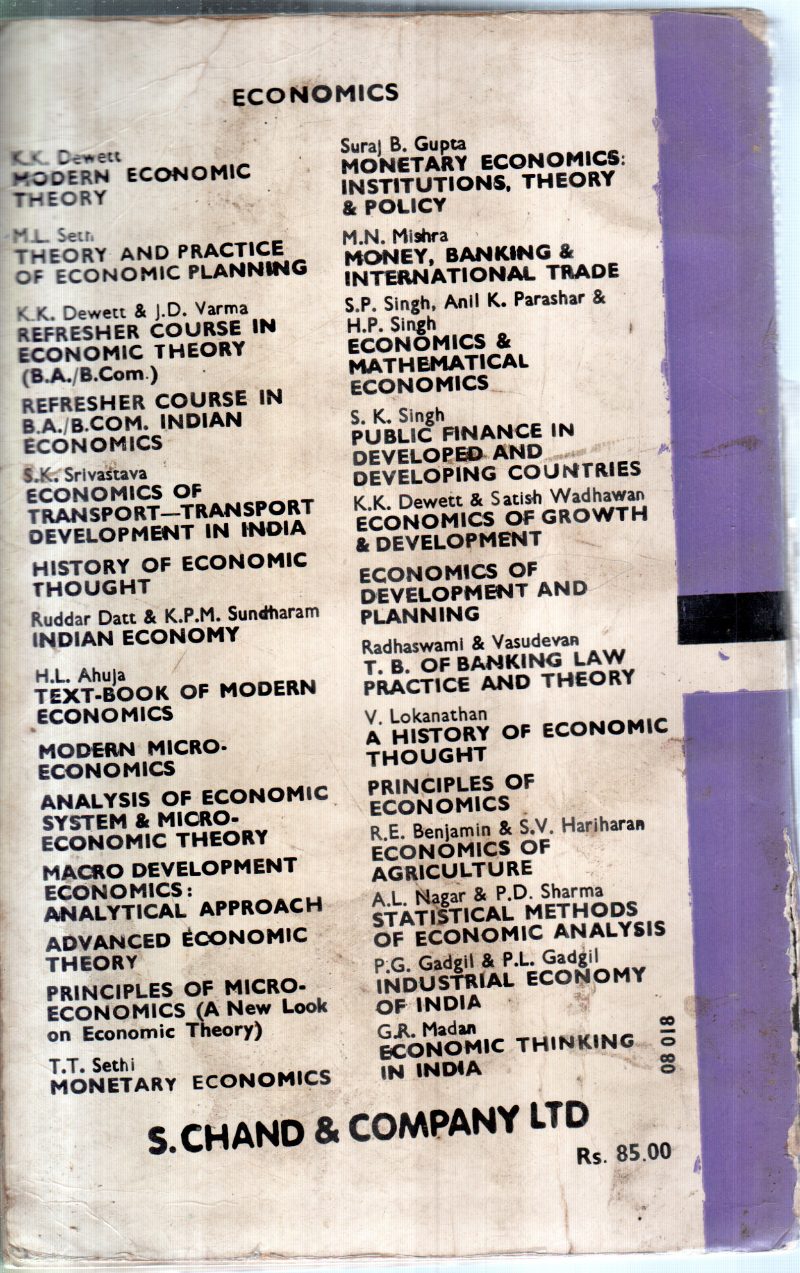 ECONOMICS
K.K. Dewett
MODERN ECONOMIC
THEORY
M.L. Seth
THEORY AND PRACTICE
OF ECONOMIC PLANNING
K.K. Dewett & J.D. Varma
REFRESHER COURSE IN
ECONOMIC THEORY
(B.A./B.Com.)
REFRESHER COURSE IN
B.A./B.COM. INDIAN
ECONOMICS
S.K. Srivastava
ECONOMICS OF
TRANSPORT—TRANSPORT
DEVELOPMENT IN INDIA
HISTORY OF ECONOMIC
THOUGHT
Ruddar Datt & K.P.M. Sundharam
INDIAN ECONOMY
H.L. Ahuja
TEXT-BOOK OF MODERN
ECONOMICS
MODERN MICRO-
ECONOMICS
ANALYSIS OF ECONOMIC
SYSTEM & MICRO-
ECONOMIC THEORY
MACRO DEVELOPMENT
ECONOMICS:
ANALYTICAL APPROACH
ADVANCED ECONOMIC
THEORY
PRINCIPLES OF MICRO-
ECONOMICS (A New Look
on Economic Theory)
T.T. Sethi
MONETARY ECONOMICS
Suraj B. Gupta
MONETARY ECONOMICS:
INSTITUTIONS, THEORY
& POLICY
M.N. Mishra
MONEY, BANKING &
INTERNATIONAL TRADE
S.P. Singh, Anil K. Parashar &
H.P. Singh
ECONOMICS &
MATHEMATICAL
ECONOMICS
S. K. Singh
PUBLIC FINANCE IN
DEVELOPED AND
DEVELOPING COUNTRIES
K.K. Dewett & Satish Wadhawan
ECONOMICS OF GROWTH
& DEVELOPMENT
ECONOMICS OF
DEVELOPMENT AND
PLANNING
Radhaswami & Vasudevan
T. B. OF BANKING LAW
PRACTICE AND THEORY
V. Lokanathan
A HISTORY OF ECONOMIC
THOUGHT
PRINCIPLES OF
ECONOMICS
R.E. Benjamin & S.V. Hariharan
ECONOMICS OF
AGRICULTURE
A.L. Nagar & P.D. Sharma
STATISTICAL METHODS
OF ECONOMIC ANALYSIS
P.G. Gadgil & P.L. Gadgil
INDUSTRIAL ECONOMY
OF INDIA
G.R. Madan
ECONOMIC THINKING
IN INDIA
08 018
S. CHAND & COMPANY LTD
Rs. 85.00